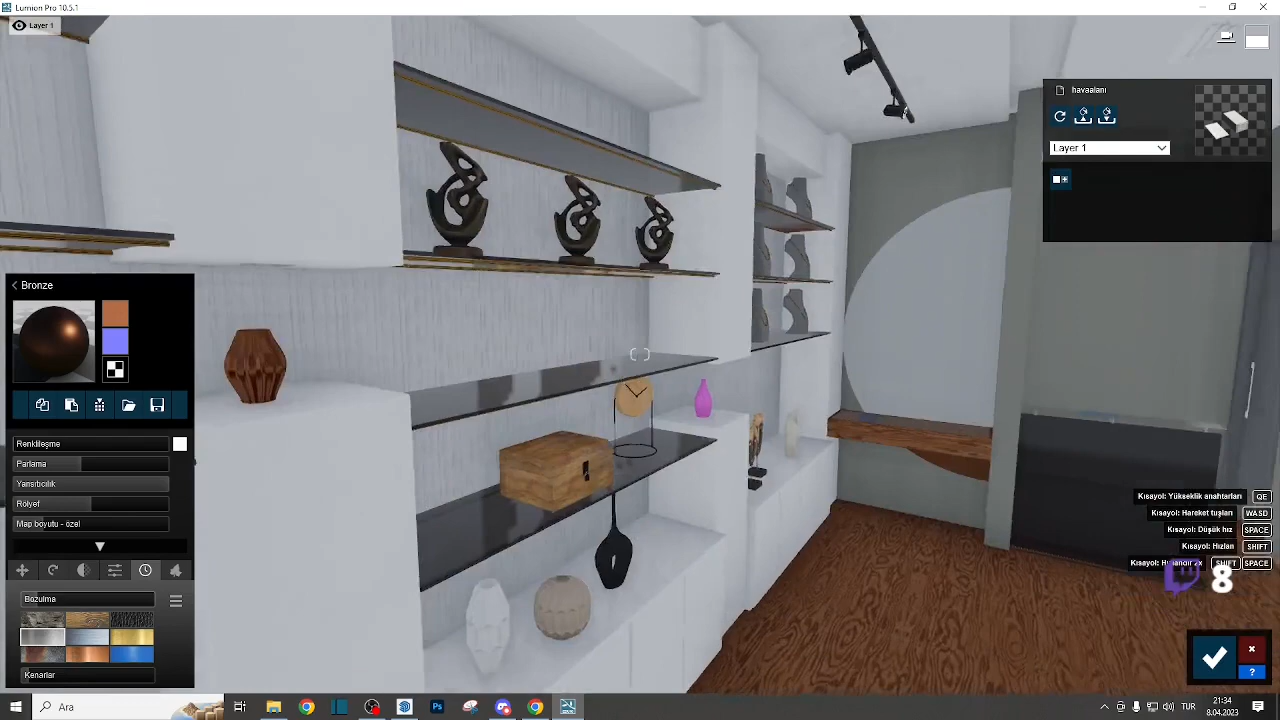 Lumion Pro 10.5.1
Layer 1
havaalanı
Layer 1
Bronze
Renklileşme
Parlama
Yansıtıcılık
Rölyef
Map boyutu - özel
Bozulma
Kenarlar
Kısayol: Yükseklik anahtarları QE
Kısayol: Hareket tuşları WASD
Kısayol: Düşük hız SPACE
Kısayol: Hızlan SHIFT
SHIFT SPACE
8
?
Ara
Ps
TUR
21:34
8.04.2023